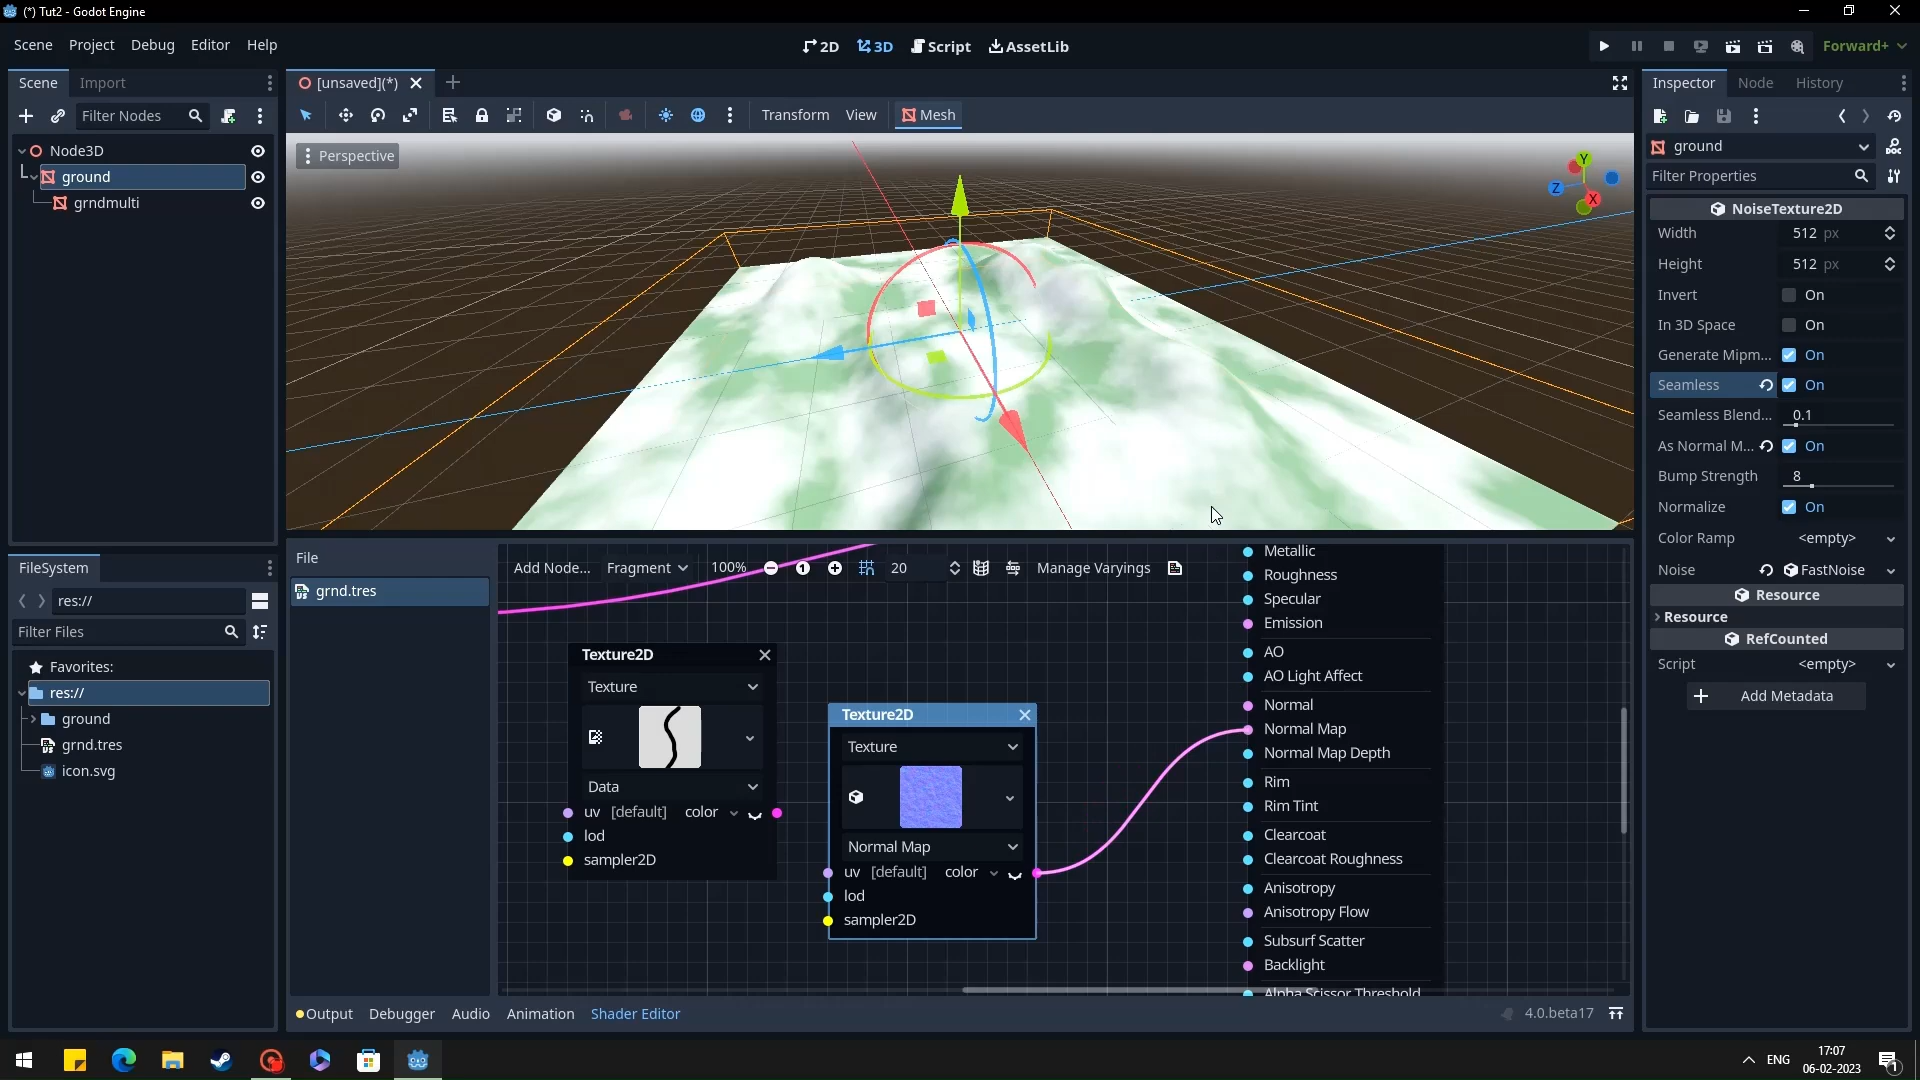 (*) Tut2 - Godot Engine
Scene Project Debug Editor Help
2D 3D Script AssetLib
Forward+
Scene Import
[unsaved](*)
Inspector Node History
Filter Nodes
Transform View Mesh
Node3D
ground
grndmulti
Perspective
Y
Z
X
ground
Filter Properties
NoiseTexture2D
Width 512 px
Height 512 px
Invert On
In 3D Space On
Generate Mipm... On
Seamless On
Seamless Blend... 0.1
As Normal M... On
Bump Strength 8
Normalize On
Color Ramp <empty>
Noise FastNoise
Resource
Resource
RefCounted
Script <empty>
Add Metadata
FileSystem
res://
Filter Files
Favorites:
res://
ground
grnd.tres
icon.svg
File
grnd.tres
Add Node... Fragment 100% 1 20 Manage Varyings
Texture2D
Texture
Data
uv [default] color
lod
sampler2D
Texture2D
Texture
Normal Map
uv [default] color
lod
sampler2D
Metallic
Roughness
Specular
Emission
AO
AO Light Affect
Normal
Normal Map
Normal Map Depth
Rim
Rim Tint
Clearcoat
Clearcoat Roughness
Anisotropy
Anisotropy Flow
Subsurf Scatter
Backlight
Alpha Scissor Threshold
Output Debugger Audio Animation Shader Editor
4.0.beta17
ENG
17:07
06-02-2023
1